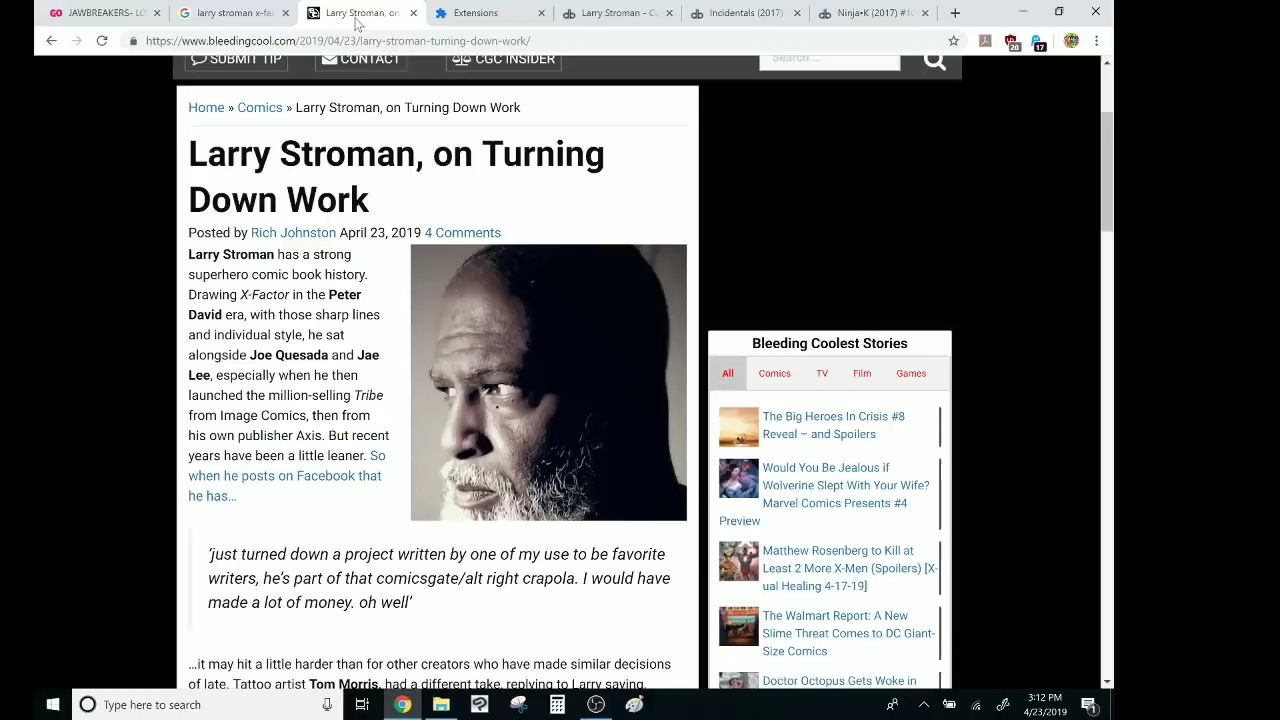 JAWBREAKERS- LO
larry stroman x-fa
Larry Stroman, on
Extensions
Larry Stroman - C
Incidentals (2017)
Ninja•K (2017) #1
https://www.bleedingcool.com/2019/04/23/larry-stroman-turning-down-work/
20
17
SUBMIT TIP
CONTACT
CGC INSIDER
Search ...
Home » Comics » Larry Stroman, on Turning Down Work
Larry Stroman, on Turning
Down Work
Posted by Rich Johnston April 23, 2019 4 Comments
Larry Stroman has a strong
superhero comic book history.
Drawing X-Factor in the Peter
David era, with those sharp lines
and individual style, he sat
alongside Joe Quesada and Jae
Lee, especially when he then
launched the million-selling Tribe
from Image Comics, then from
his own publisher Axis. But recent
years have been a little leaner. So
when he posts on Facebook that
he has…
'just turned down a project written by one of my use to be favorite
writers, he's part of that comicsgate/alt right crapola. I would have
made a lot of money. oh well'
…it may hit a little harder than for other creators who have made similar decisions
of late. Tattoo artist Tom Morris, had a different take, replying to Larry saying,
Bleeding Coolest Stories
All
Comics
TV
Film
Games
The Big Heroes In Crisis #8
Reveal – and Spoilers
Would You Be Jealous if
Wolverine Slept With Your Wife?
Marvel Comics Presents #4
Preview
Matthew Rosenberg to Kill at
Least 2 More X-Men (Spoilers) [X-
ual Healing 4-17-19]
The Walmart Report: A New
Slime Threat Comes to DC Giant-
Size Comics
Doctor Octopus Gets Woke in
Type here to search
3:12 PM
4/23/2019
1